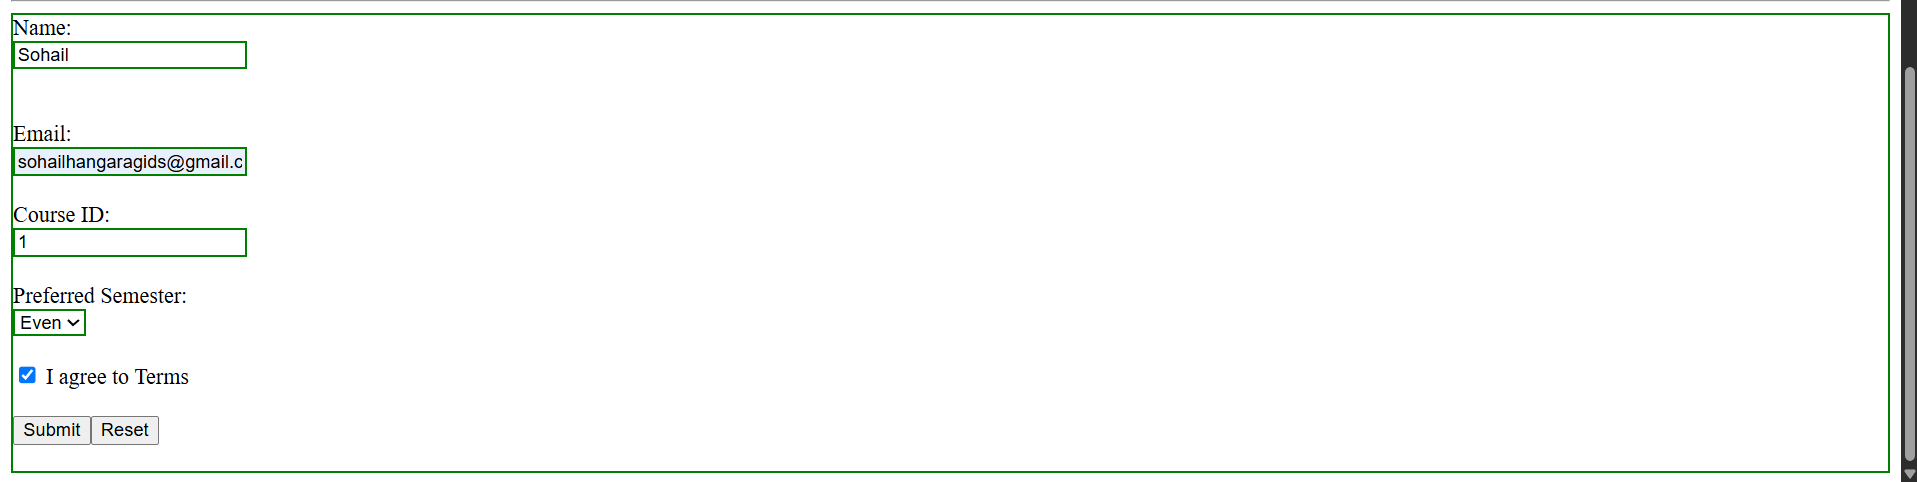 Name:
Sohail
Email:
sohailhangaragids@gmail.c
Course ID:
1
Preferred Semester:
Even
I agree to Terms
Submit Reset